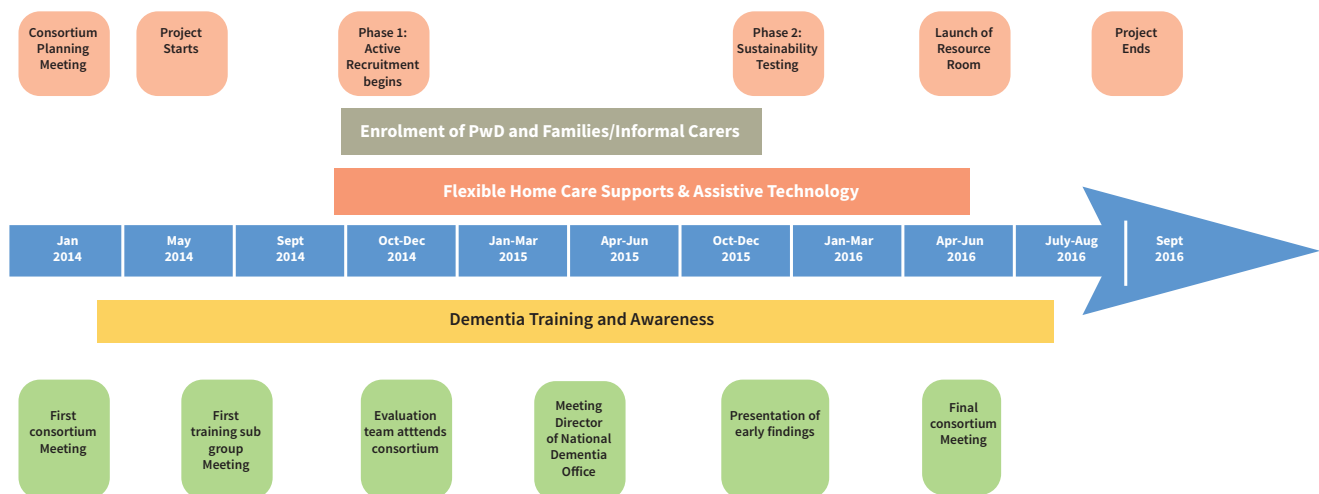 Consortium
Planning
Meeting
Project
Starts
Phase 1:
Active
Recruitment
begins
Phase 2:
Sustainability
Testing
Launch of
Resource
Room
Project
Ends
Enrolment of PwD and Families/Informal Carers
Flexible Home Care Supports & Assistive Technology
Jan
2014
May
2014
Sept
2014
Oct-Dec
2014
Jan-Mar
2015
Apr-Jun
2015
Oct-Dec
2015
Jan-Mar
2016
Apr-Jun
2016
July-Aug
2016
Sept
2016
Dementia Training and Awareness
First
consortium
Meeting
First
training sub
group
Meeting
Evaluation
team atttends
consortium
Meeting
Director
of National
Dementia
Office
Presentation of
early findings
Final
consortium
Meeting